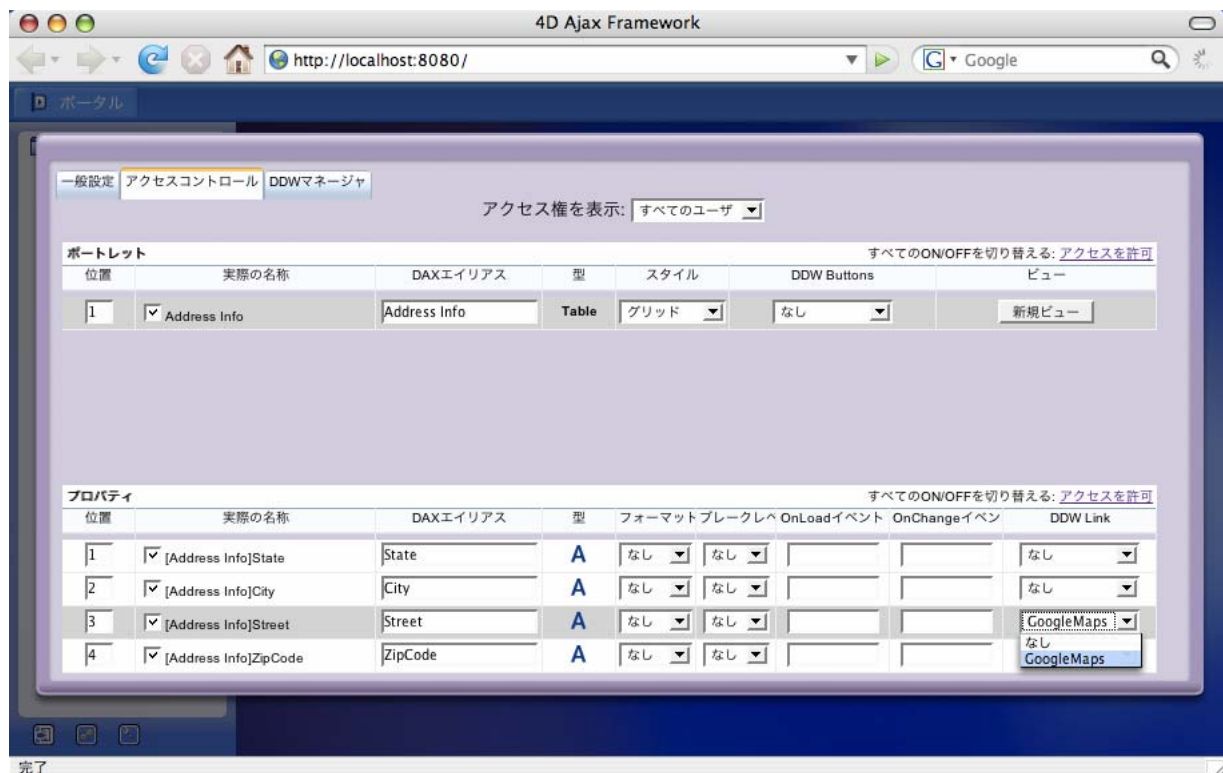 4D Ajax Framework
http://localhost:8080/
G Google
D ポータル
一般設定 アクセスコントロール DDWマネージャ
アクセス権を表示: すべてのユーザ
ポートレット すべてのON/OFFを切り替える: アクセスを許可
位置 実際の名称 DAXエイリアス 型 スタイル DDW Buttons ビュー
1 Address Info Address Info Table グリッド なし 新規ビュー
プロパティ すべてのON/OFFを切り替える: アクセスを許可
位置 実際の名称 DAXエイリアス 型 フォーマット ブレークレベ OnLoadイベント OnChangeイベン DDW Link
1 [Address Info]State State A なし なし なし
2 [Address Info]City City A なし なし なし
3 [Address Info]Street Street A なし なし GoogleMaps
なし
4 [Address Info]ZipCode ZipCode A なし なし GoogleMaps
完了